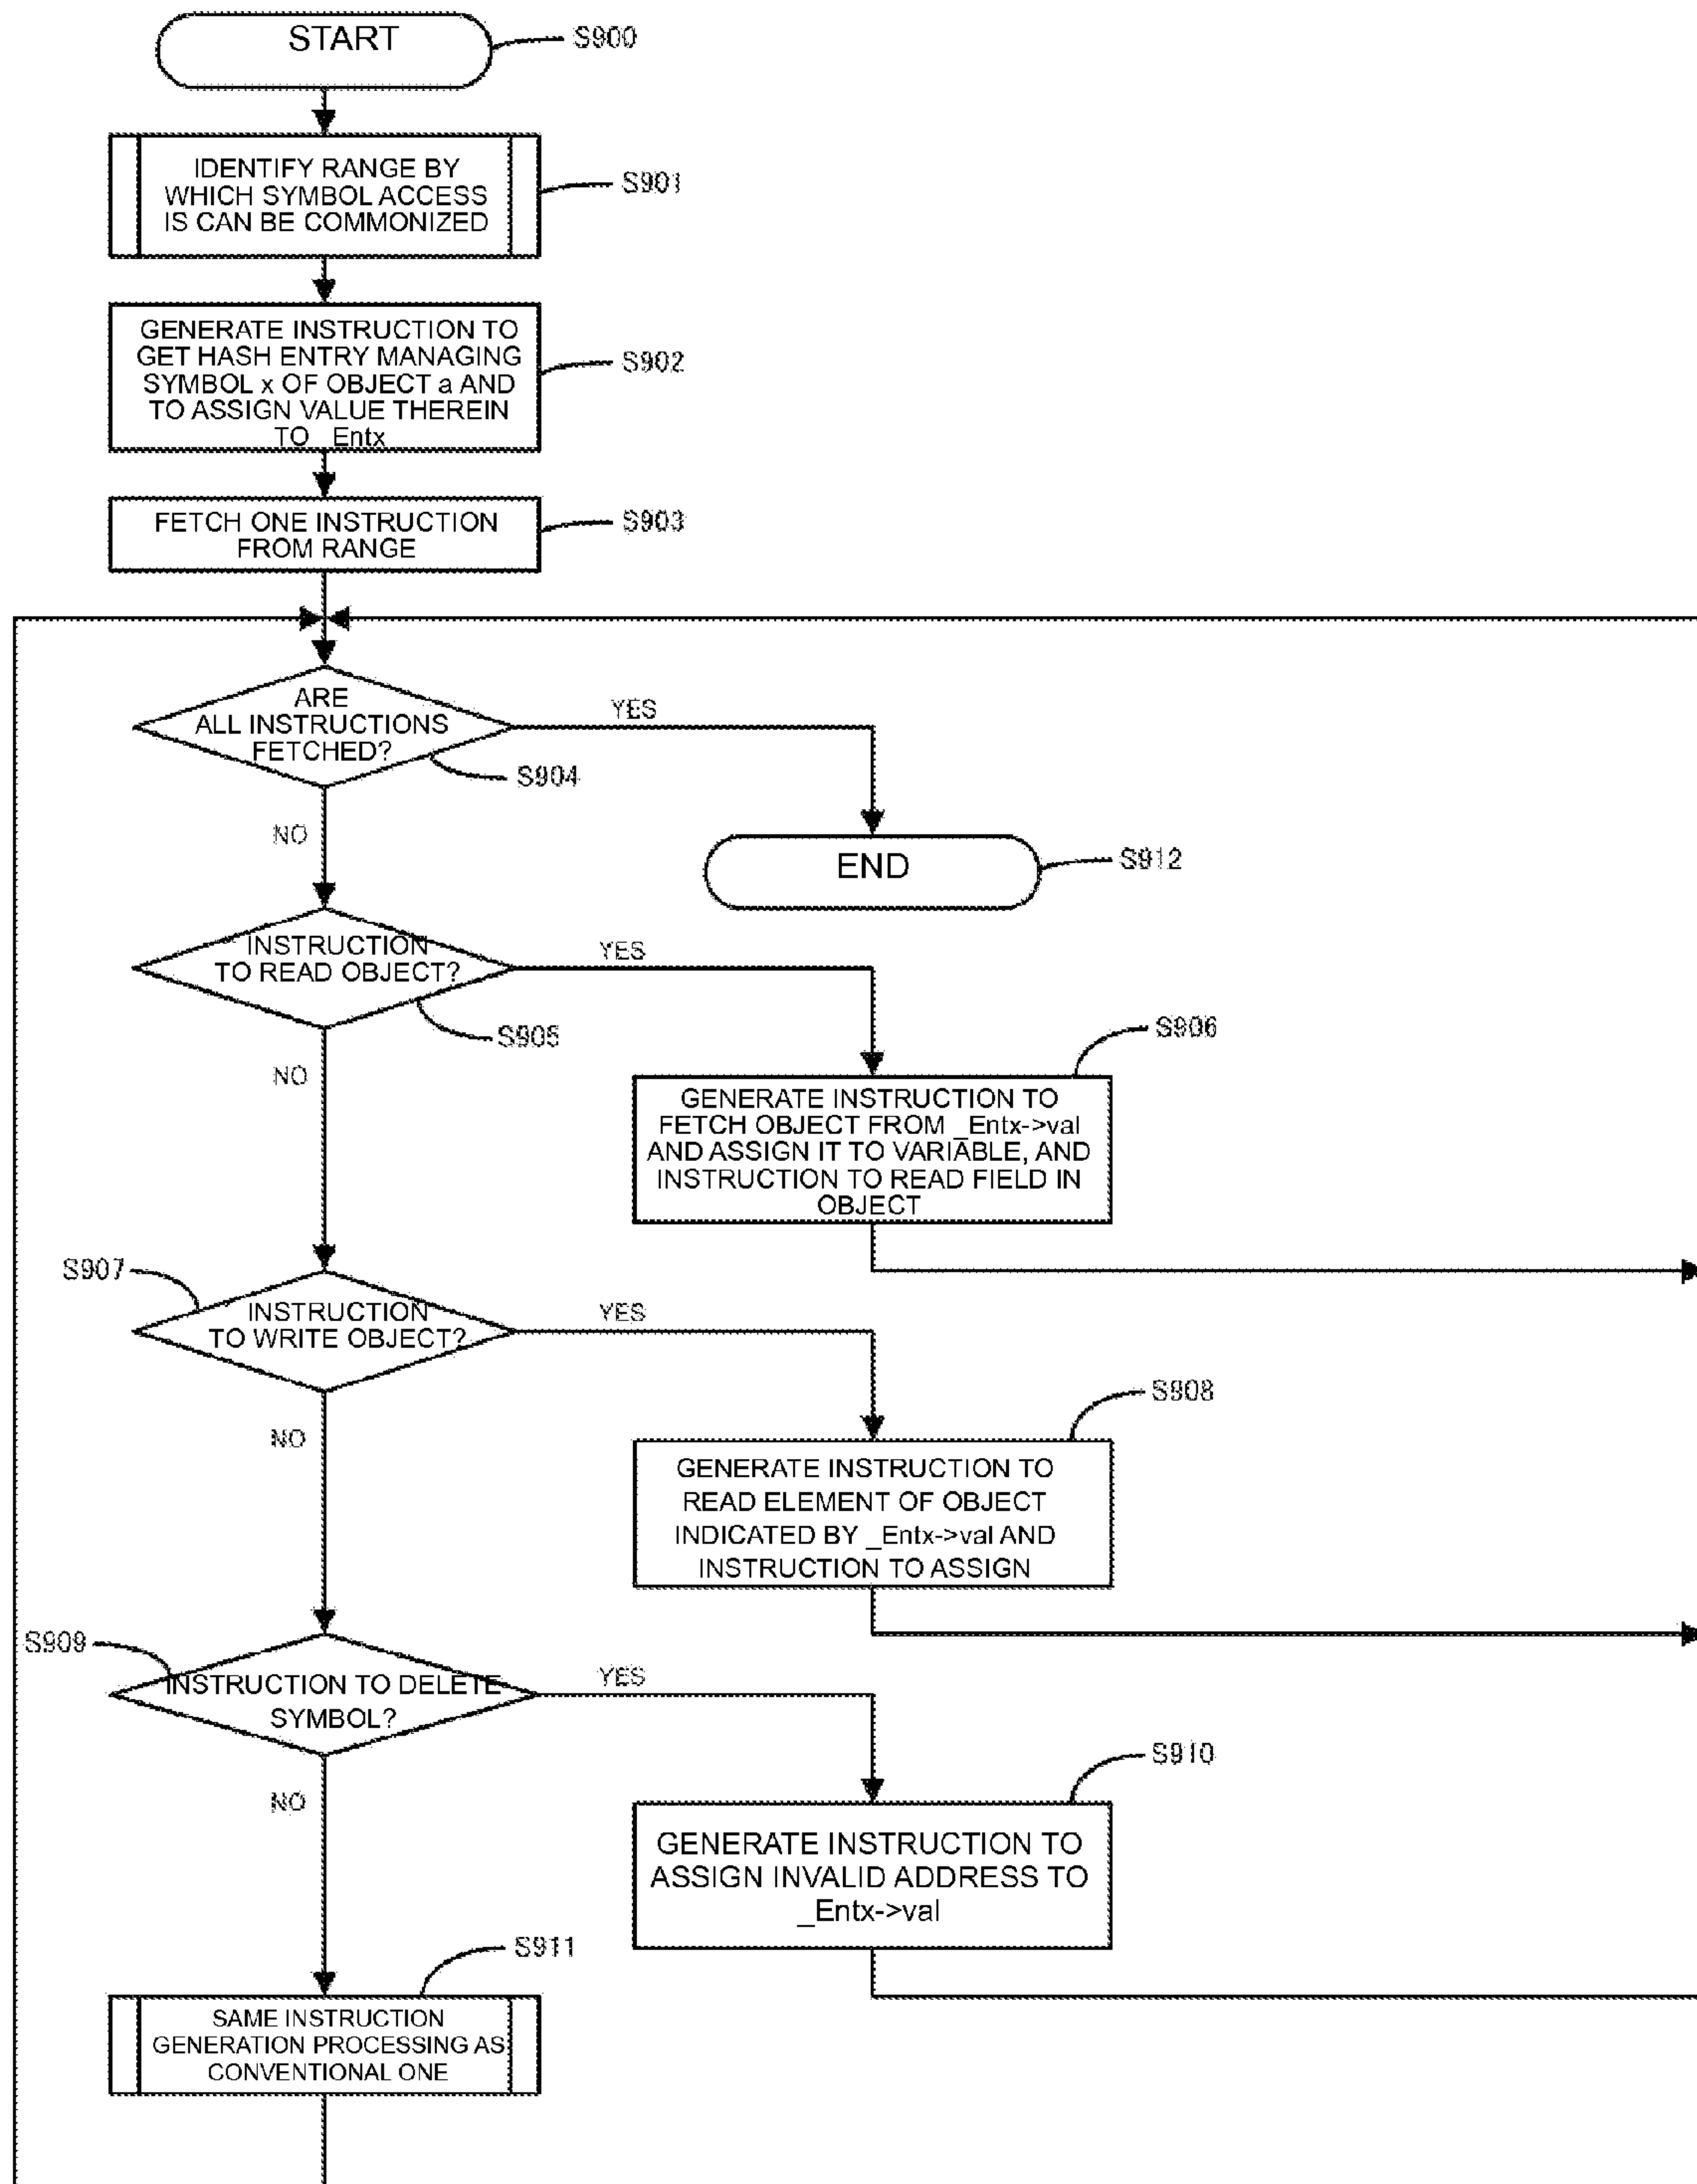 START
S900
IDENTIFY RANGE BY
WHICH SYMBOL ACCESS
IS CAN BE COMMONIZED
S901
GENERATE INSTRUCTION TO
GET HASH ENTRY MANAGING
SYMBOL x OF OBJECT a AND
TO ASSIGN VALUE THEREIN
TO _Entx
S902
FETCH ONE INSTRUCTION
FROM RANGE
S903
ARE
ALL INSTRUCTIONS
FETCHED?
YES
S904
NO
END
S912
INSTRUCTION
TO READ OBJECT?
YES
S905
NO
S906
GENERATE INSTRUCTION TO
FETCH OBJECT FROM _Entx->val
AND ASSIGN IT TO VARIABLE, AND
INSTRUCTION TO READ FIELD IN
OBJECT
S907
INSTRUCTION
TO WRITE OBJECT?
YES
NO
S908
GENERATE INSTRUCTION TO
READ ELEMENT OF OBJECT
INDICATED BY _Entx->val AND
INSTRUCTION TO ASSIGN
S909
INSTRUCTION TO DELETE
SYMBOL?
YES
NO
S910
GENERATE INSTRUCTION TO
ASSIGN INVALID ADDRESS TO
_Entx->val
S911
SAME INSTRUCTION
GENERATION PROCESSING AS
CONVENTIONAL ONE